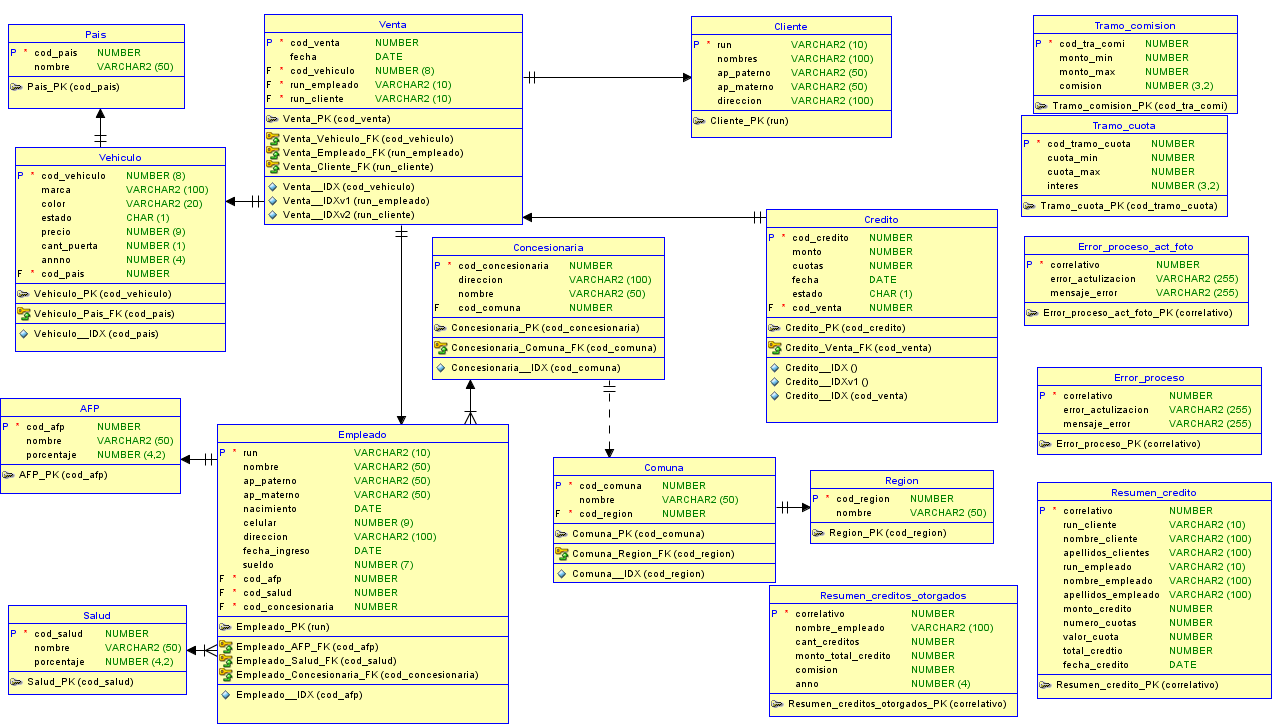 Pais
P * cod_pais NUMBER
nombre VARCHAR2 (50)
Pais_PK (cod_pais)
Venta
P * cod_venta NUMBER
fecha DATE
F * cod_vehiculo NUMBER (8)
F * run_empleado VARCHAR2 (10)
F * run_cliente VARCHAR2 (10)
Venta_PK (cod_venta)
Venta_Vehiculo_FK (cod_vehiculo)
Venta_Empleado_FK (run_empleado)
Venta_Cliente_FK (run_cliente)
Venta__IDX (cod_vehiculo)
Venta__IDXv1 (run_empleado)
Venta__IDXv2 (run_cliente)
Cliente
P * run VARCHAR2 (10)
nombres VARCHAR2 (100)
ap_paterno VARCHAR2 (50)
ap_materno VARCHAR2 (50)
direccion VARCHAR2 (100)
Cliente_PK (run)
Tramo_comision
P * cod_tra_comi NUMBER
monto_min NUMBER
monto_max NUMBER
comision NUMBER (3,2)
Tramo_comision_PK (cod_tra_comi)
Tramo_cuota
P * cod_tramo_cuota NUMBER
cuota_min NUMBER
cuota_max NUMBER
interes NUMBER (3,2)
Tramo_cuota_PK (cod_tramo_cuota)
Vehiculo
P * cod_vehiculo NUMBER (8)
marca VARCHAR2 (100)
color VARCHAR2 (20)
estado CHAR (1)
precio NUMBER (9)
cant_puerta NUMBER (1)
annno NUMBER (4)
F * cod_pais NUMBER
Vehiculo_PK (cod_vehiculo)
Vehiculo_Pais_FK (cod_pais)
Vehiculo__IDX (cod_pais)
Concesionaria
P * cod_concesionaria NUMBER
direccion VARCHAR2 (100)
nombre VARCHAR2 (50)
F cod_comuna NUMBER
Concesionaria_PK (cod_concesionaria)
Concesionaria_Comuna_FK (cod_comuna)
Concesionaria__IDX (cod_comuna)
Credito
P * cod_credito NUMBER
monto NUMBER
cuotas NUMBER
fecha DATE
estado CHAR (1)
F * cod_venta NUMBER
Credito_PK (cod_credito)
Credito_Venta_FK (cod_venta)
Credito__IDX ()
Credito__IDXv1 ()
Credito__IDX (cod_venta)
Error_proceso_act_foto
P * correlativo NUMBER
error_actulizacion VARCHAR2 (255)
mensaje_error VARCHAR2 (255)
Error_proceso_act_foto_PK (correlativo)
Error_proceso
P * correlativo NUMBER
error_actulizacion VARCHAR2 (255)
mensaje_error VARCHAR2 (255)
Error_proceso_PK (correlativo)
AFP
P * cod_afp NUMBER
nombre VARCHAR2 (50)
porcentaje NUMBER (4,2)
AFP_PK (cod_afp)
Empleado
P * run VARCHAR2 (10)
nombre VARCHAR2 (50)
ap_paterno VARCHAR2 (50)
ap_materno VARCHAR2 (50)
nacimiento DATE
celular NUMBER (9)
direccion VARCHAR2 (100)
fecha_ingreso DATE
sueldo NUMBER (7)
F * cod_afp NUMBER
F * cod_salud NUMBER
F * cod_concesionaria NUMBER
Empleado_PK (run)
Empleado_AFP_FK (cod_afp)
Empleado_Salud_FK (cod_salud)
Empleado_Concesionaria_FK (cod_concesionaria)
Empleado__IDX (cod_afp)
Comuna
P * cod_comuna NUMBER
nombre VARCHAR2 (50)
F * cod_region NUMBER
Comuna_PK (cod_comuna)
Comuna_Region_FK (cod_region)
Comuna__IDX (cod_region)
Region
P * cod_region NUMBER
nombre VARCHAR2 (50)
Region_PK (cod_region)
Resumen_credito
P * correlativo NUMBER
run_cliente VARCHAR2 (10)
nombre_cliente VARCHAR2 (100)
apellidos_clientes VARCHAR2 (100)
run_empleado VARCHAR2 (10)
nombre_empleado VARCHAR2 (100)
apellidos_empleado VARCHAR2 (100)
monto_credito NUMBER
numero_cuotas NUMBER
valor_cuota NUMBER
total_credtio NUMBER
fecha_credito DATE
Resumen_credito_PK (correlativo)
Salud
P * cod_salud NUMBER
nombre VARCHAR2 (50)
porcentaje NUMBER (4,2)
Salud_PK (cod_salud)
Resumen_creditos_otorgados
P * correlativo NUMBER
nombre_empleado VARCHAR2 (100)
cant_creditos NUMBER
monto_total_credito NUMBER
comision NUMBER
anno NUMBER (4)
Resumen_creditos_otorgados_PK (correlativo)